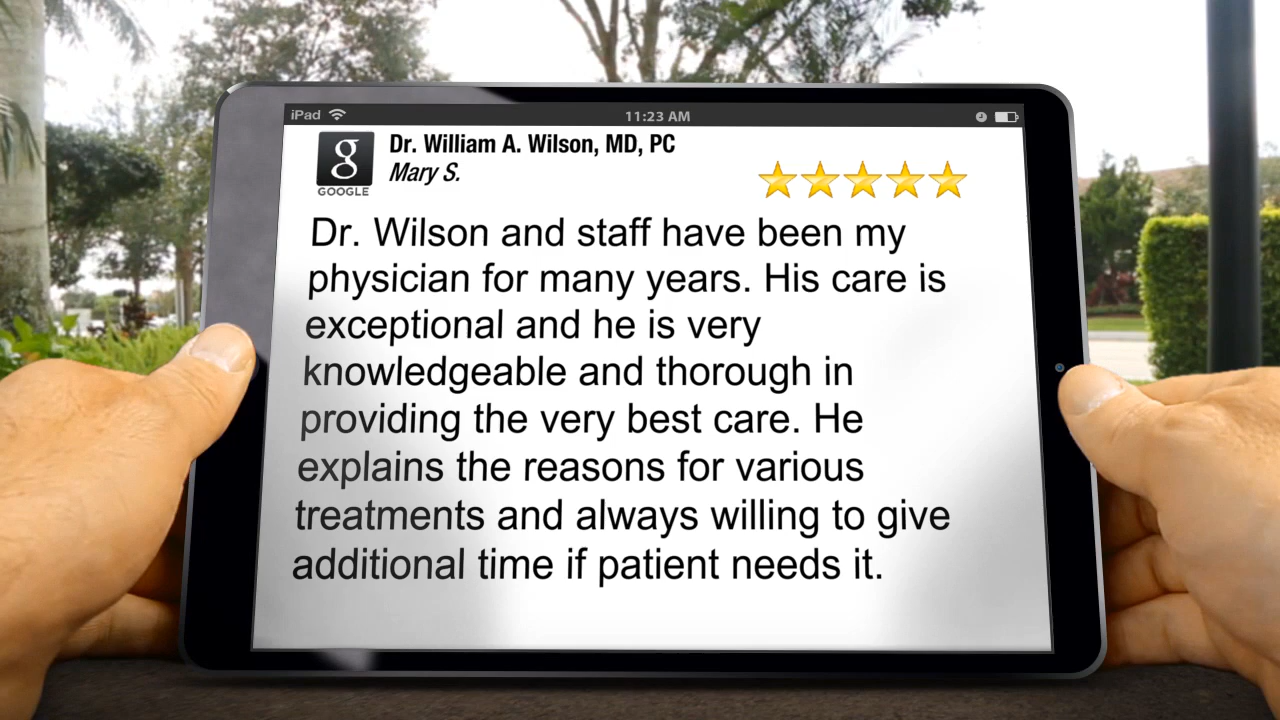 iPad
11:23 AM
g
GOOGLE
Dr. William A. Wilson, MD, PC
Mary S.
Dr. Wilson and staff have been my
physician for many years. His care is
exceptional and he is very
knowledgeable and thorough in
providing the very best care. He
explains the reasons for various
treatments and always willing to give
additional time if patient needs it.